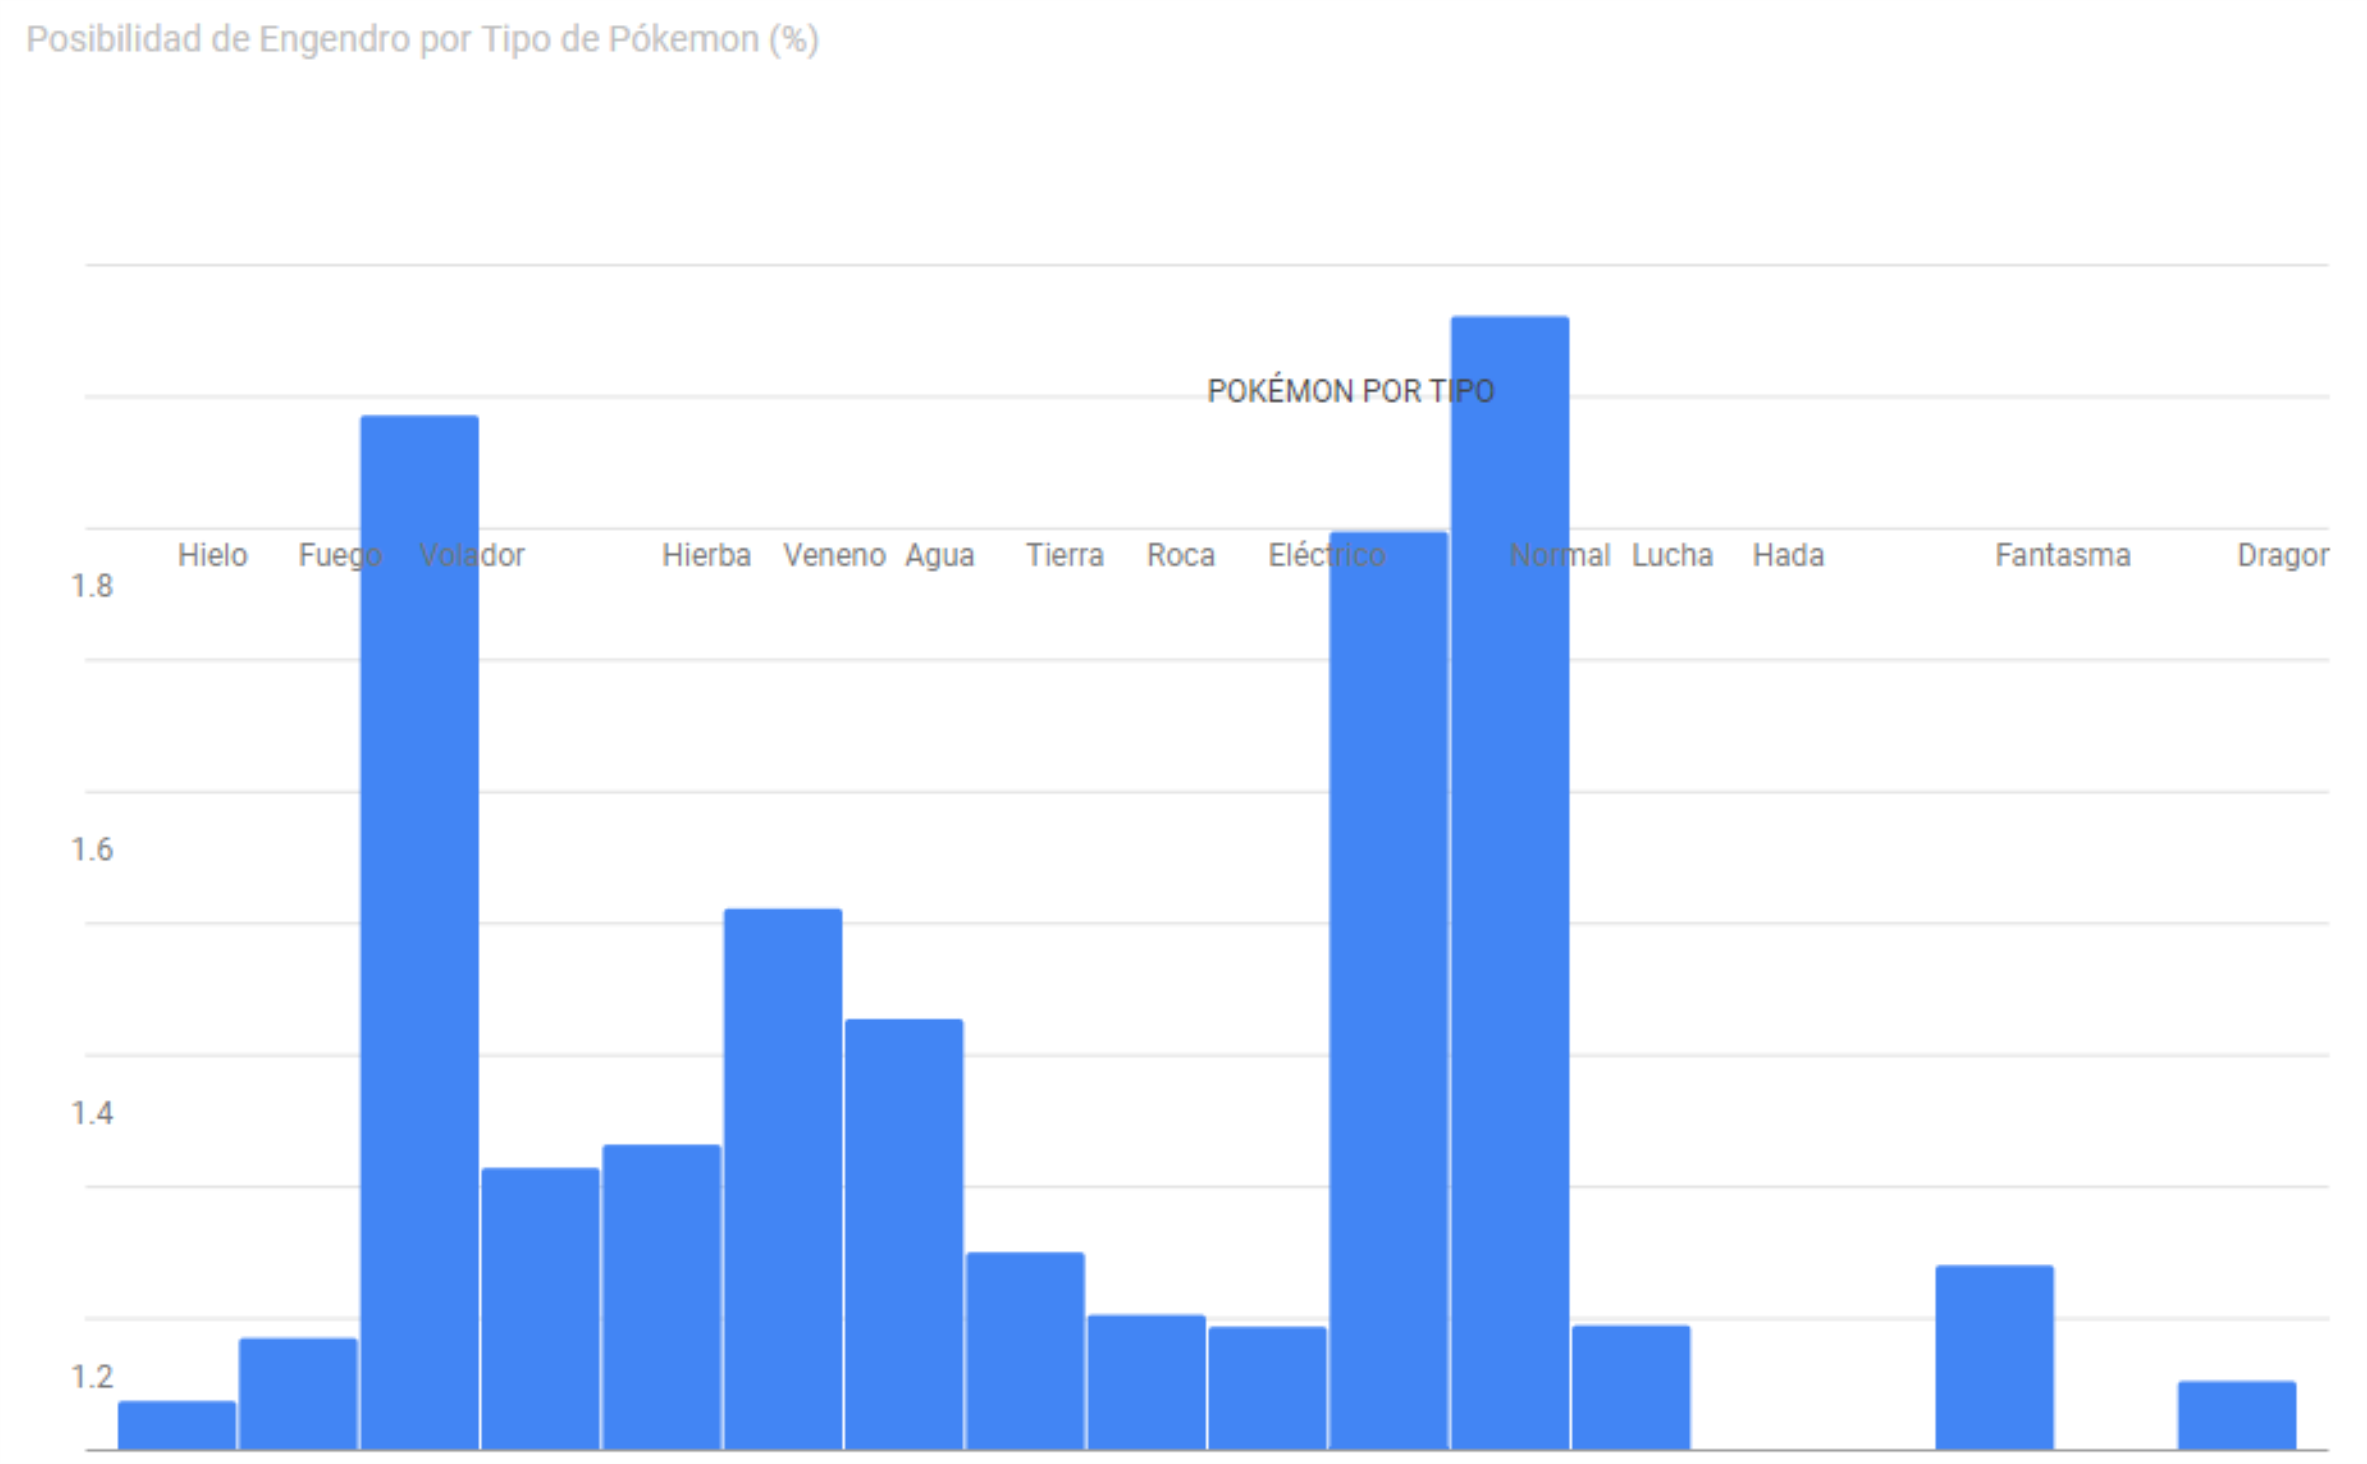 Posibilidad de Engendro por Tipo de Pókemon (%)
POKÉMON POR TIPO
Hielo Fuego Volador Hierba Veneno Agua Tierra Roca Eléctrico Normal Lucha Hada Fantasma Dragor
1.8
1.6
1.4
1.2